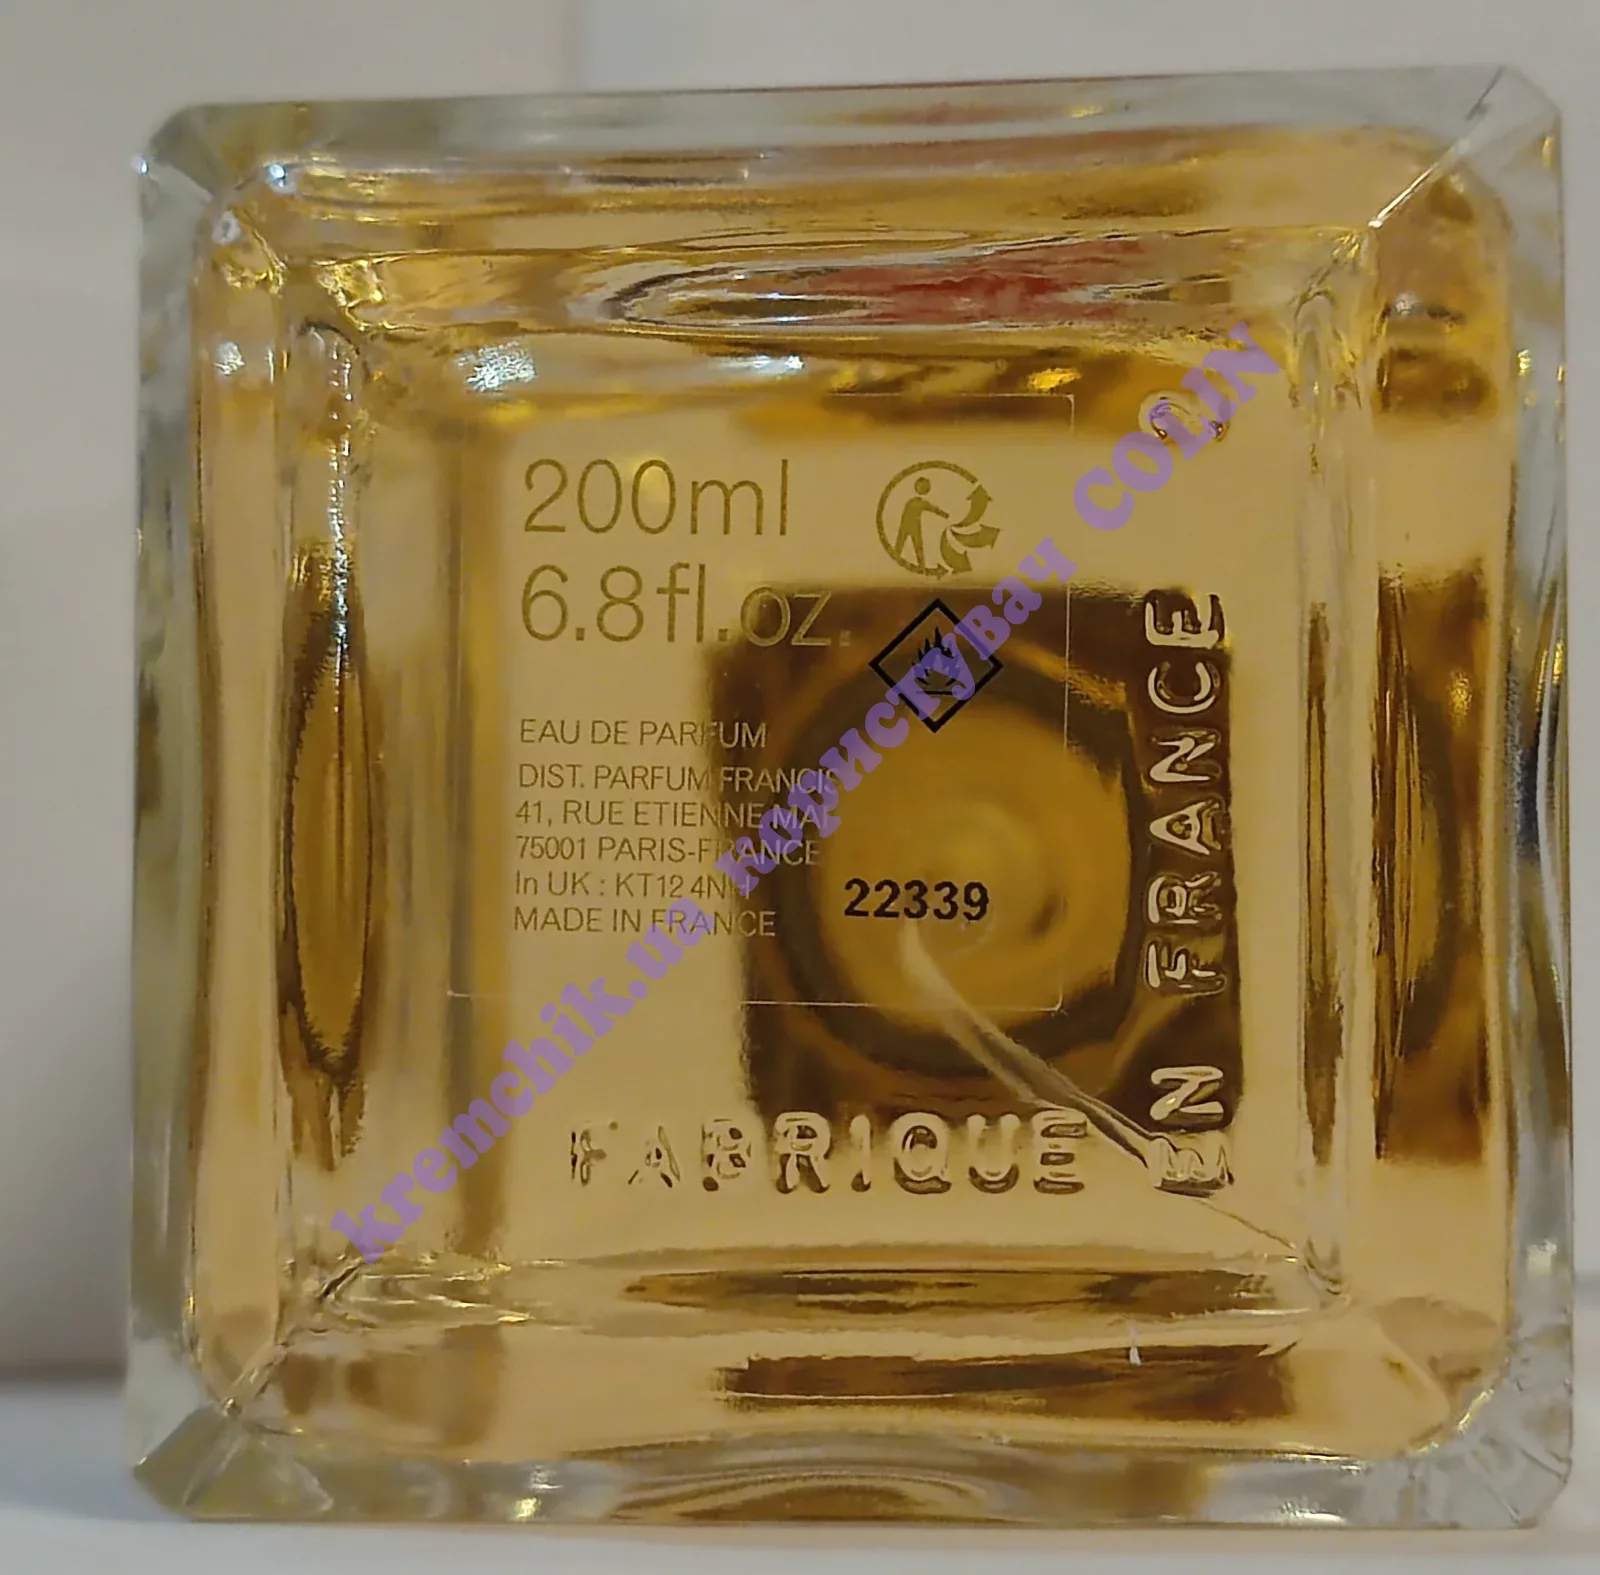 200ml
6.8fl.oz.
EAU DE PARFUM
DIST. PARFUM FRANCIS
41, RUE ETIENNE MAR
75001 PARIS-FRANCE
In UK : KT12 4NH
MADE IN FRANCE
22339
FABRIQUE
EN FRANCE
kremchik.ua користувач COLIN